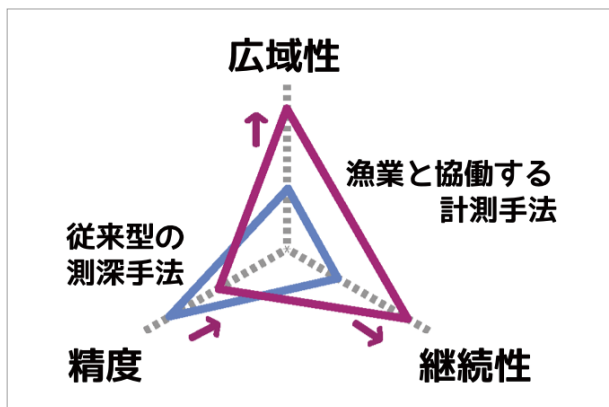 広域性
漁業と協働する
計測手法
従来型の
測深手法
精度
継続性